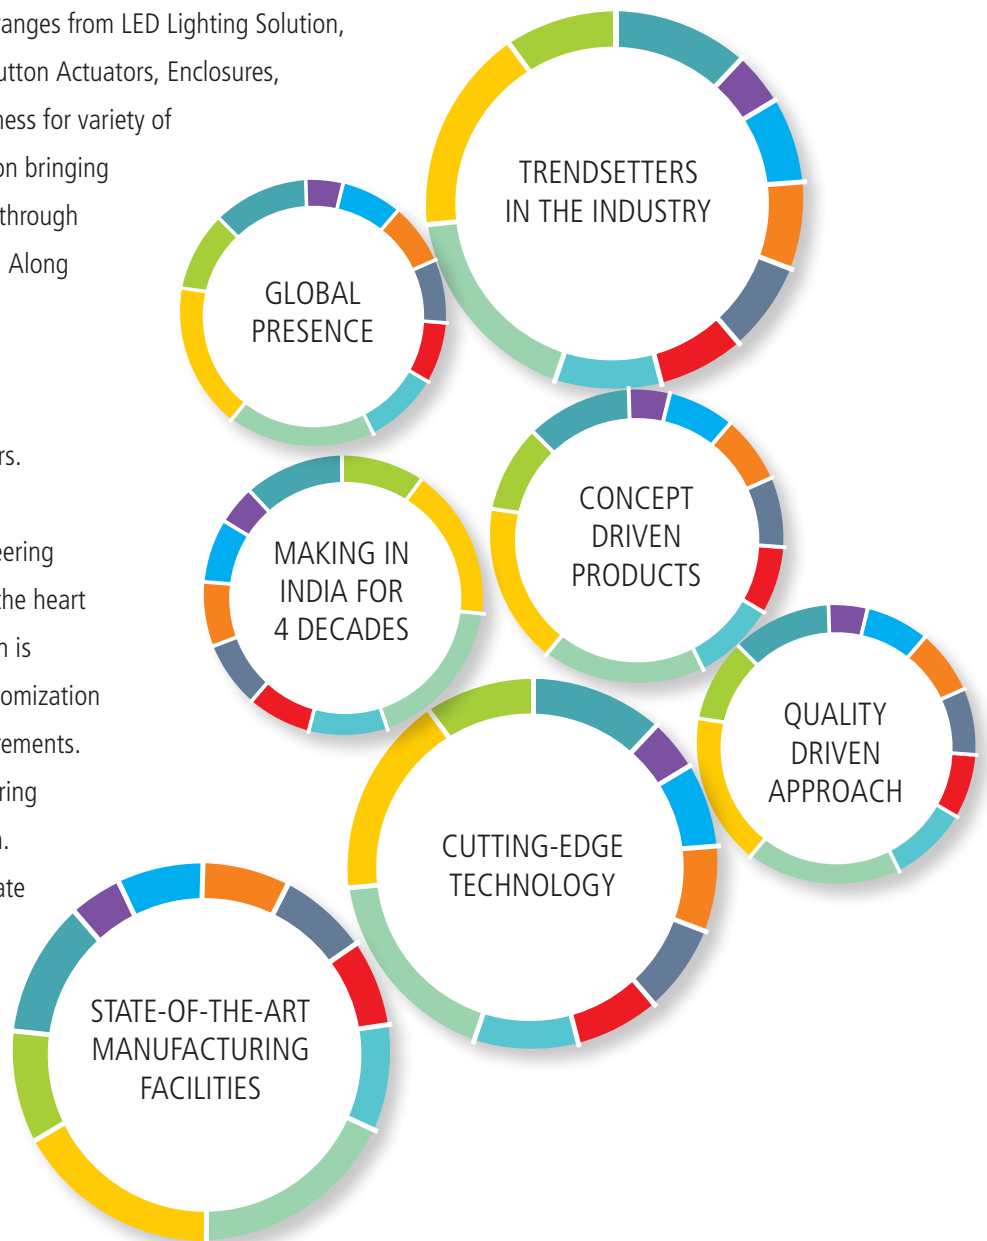 anges from LED Lighting Solution,
utton Actuators, Enclosures,
ness for variety of
on bringing
through
Along
rs.
eering
the heart
n is
omization
rements.
ring
.
ate
TRENDSETTERS
IN THE INDUSTRY
GLOBAL
PRESENCE
CONCEPT
DRIVEN
PRODUCTS
MAKING IN
INDIA FOR
4 DECADES
QUALITY
DRIVEN
APPROACH
CUTTING-EDGE
TECHNOLOGY
STATE-OF-THE-ART
MANUFACTURING
FACILITIES